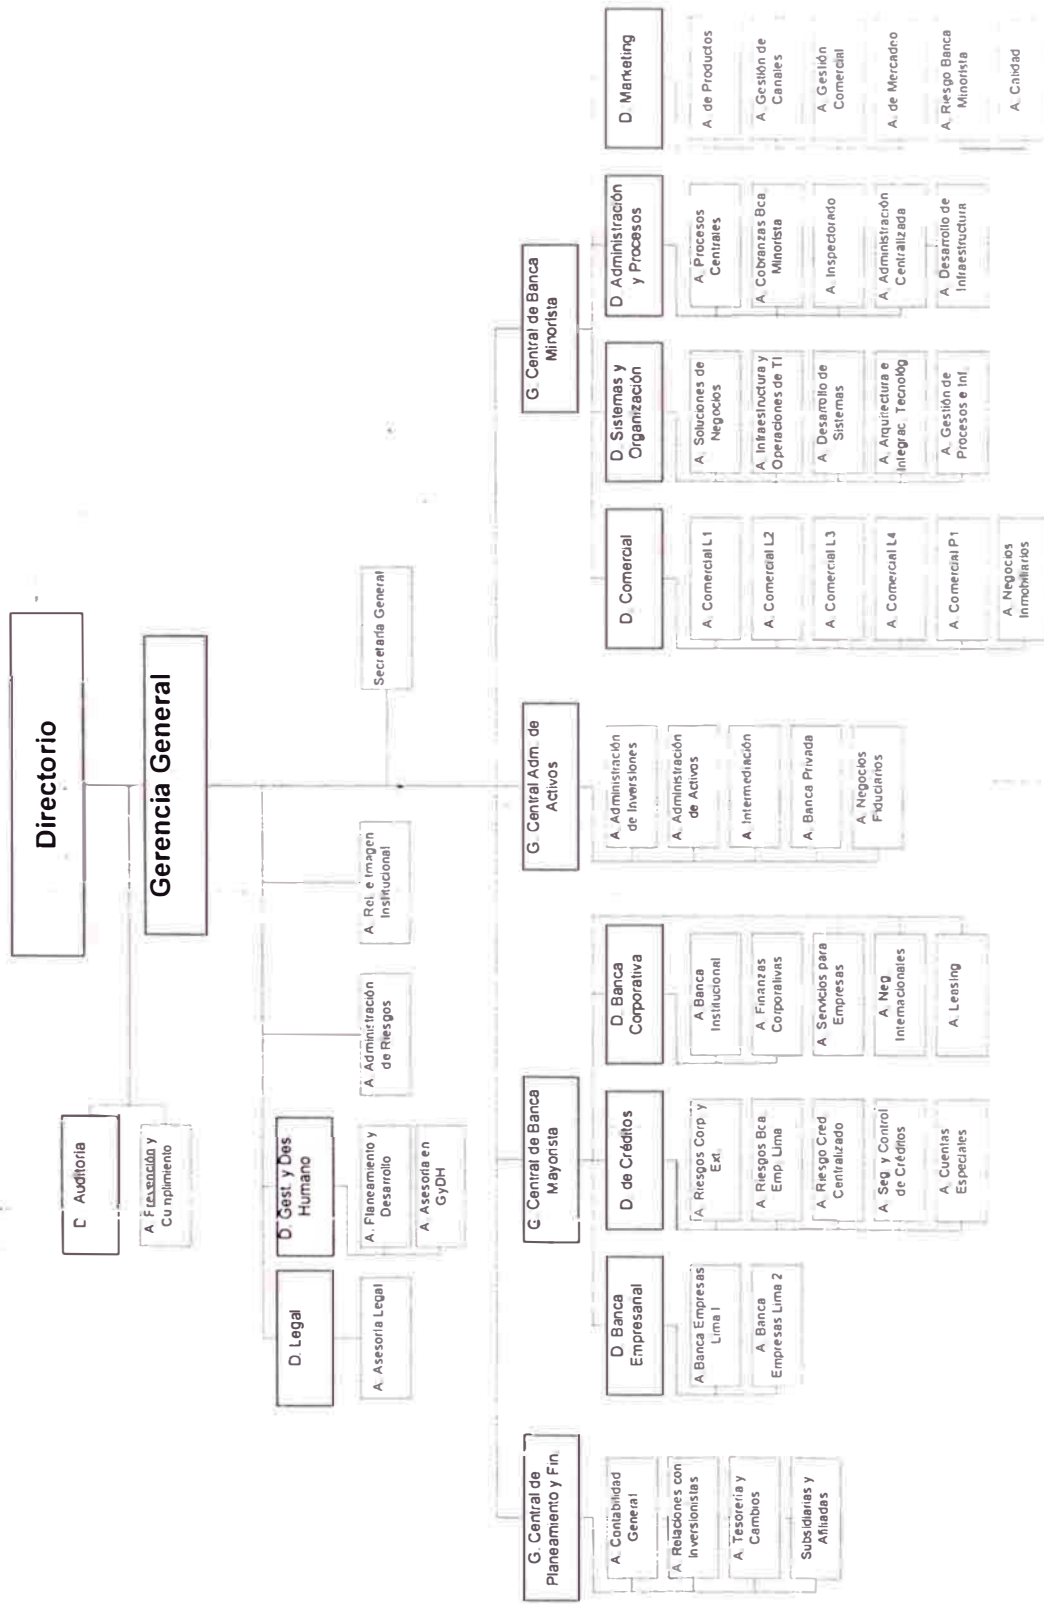 Directorio
Gerencia General
Auditoria
Cumplimiento
D. Legal
A. Asesoría Legal
D. Gest. y Des
Humano
A. Planeamiento y
Desarrollo
A. Asesoría en
GyDH
A. Administración
de Riesgos
A. Rel. e Imagen
Institucional
Secretaría General
G. Central de
Planeamiento y Fin.
A. Contabilidad
General
A. Relaciones con
Inversionistas
A. Tesorería y
Cambios
Subsidiarias y
Afiliadas
G. Central de Banca
Mayorista
D. Banca
Empresarial
A. Banca Empresas
Lima I
A. Banca
Empresas Lima 2
D. de Créditos
A. Riesgos Corp y
Ext.
A. Riesgos Bca
Emp. Lima
A. Riesgo Cred
Centralizado
A. Seg. y Control
de Créditos
A. Cuentas
Especiales
D. Banca
Corporativa
A Banca
Institucional
A. Finanzas
Corporativas
A. Servicios para
Empresas
A. Neg
Internacionales
A. Leasing
G. Central Adm. de
Activos
A. Administración
de Inversiones
A. Administración
de Activos
A. Intermediación
A. Banca Privada
A. Negocios
Fiduciarios
G. Central de Banca
Minorista
D. Comercial
A. Comercial L1
A. Comercial L2
A. Comercial L3
A. Comercial L4
A. Comercial P1
A. Negocios
Inmobiliarios
D. Sistemas y
Organización
A. Soluciones de
Negocios
A. Infraestructura y
Operaciones de TI
A. Desarrollo de
Sistemas
A. Arquitectura e
Integrac. Tecnológ
A. Gestión de
Procesos e Inf.
D. Administración
y Procesos
A. Procesos
Centrales
A. Cobranzas Bca.
Minorista
A. Inspectorado
A. Administración
Centralizada
A. Desarrollo de
Infraestructura
D. Marketing
A. de Productos
A. Gestión de
Canales
A. Gestión
Comercial
A. de Mercadeo
A. Riesgo Banca
Minorista
A. Calidad